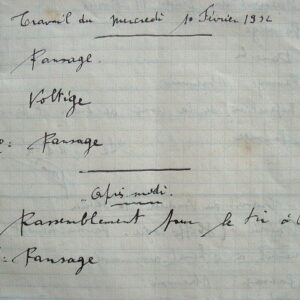 Travail du Mercredi 10 Février 1932
Pansage.
Voltige
: Pansage
Après midi.
Rassemblement pour le tir à
: Pansage